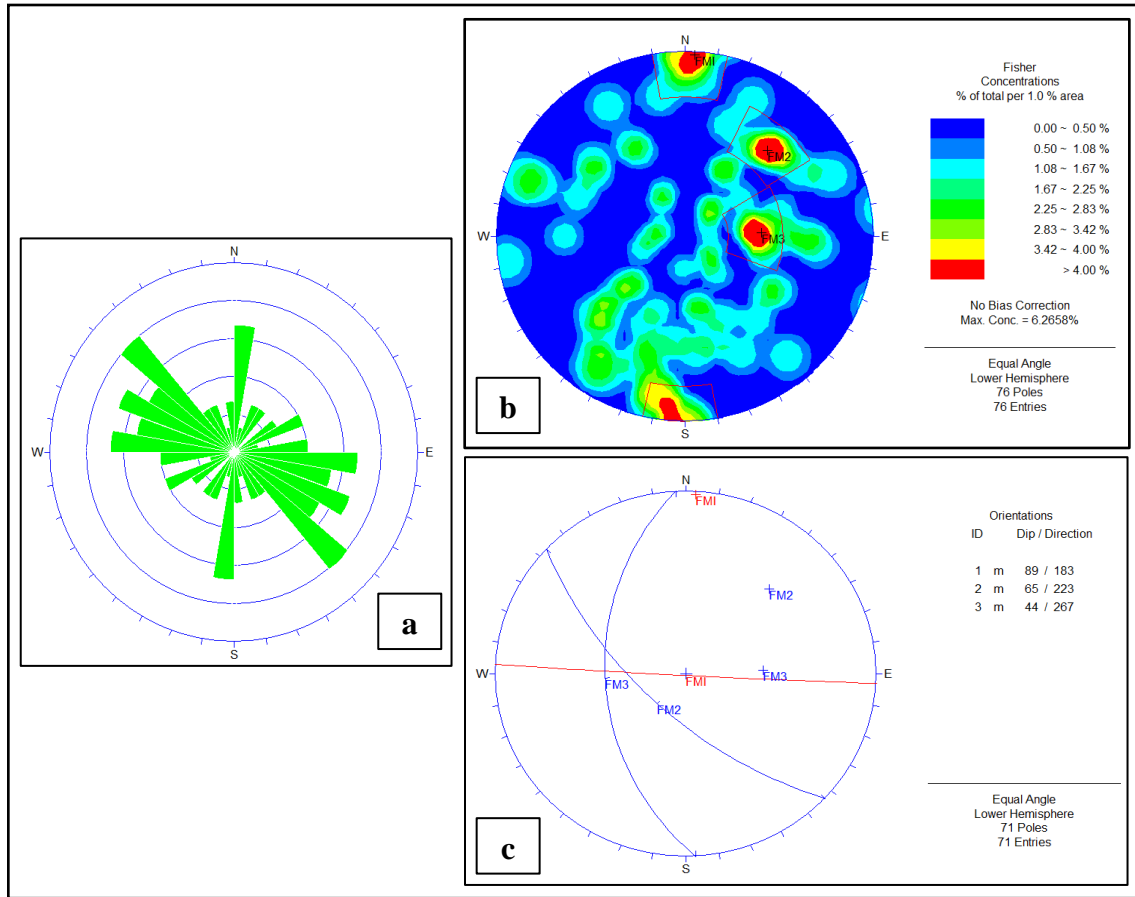 N
W
E
S
a
N
W
E
S
FM1
FM2
FM3
b
Fisher
Concentrations
% of total per 1.0 % area
0.00 ~ 0.50 %
0.50 ~ 1.08 %
1.08 ~ 1.67 %
1.67 ~ 2.25 %
2.25 ~ 2.83 %
2.83 ~ 3.42 %
3.42 ~ 4.00 %
> 4.00 %
No Bias Correction
Max. Conc. = 6.2658%
Equal Angle
Lower Hemisphere
76 Poles
76 Entries
N
W
E
S
FM1
FM2
FM3
FM3
FM1
FM2
c
Orientations
ID Dip / Direction
1 m 89 / 183
2 m 65 / 223
3 m 44 / 267
Equal Angle
Lower Hemisphere
71 Poles
71 Entries